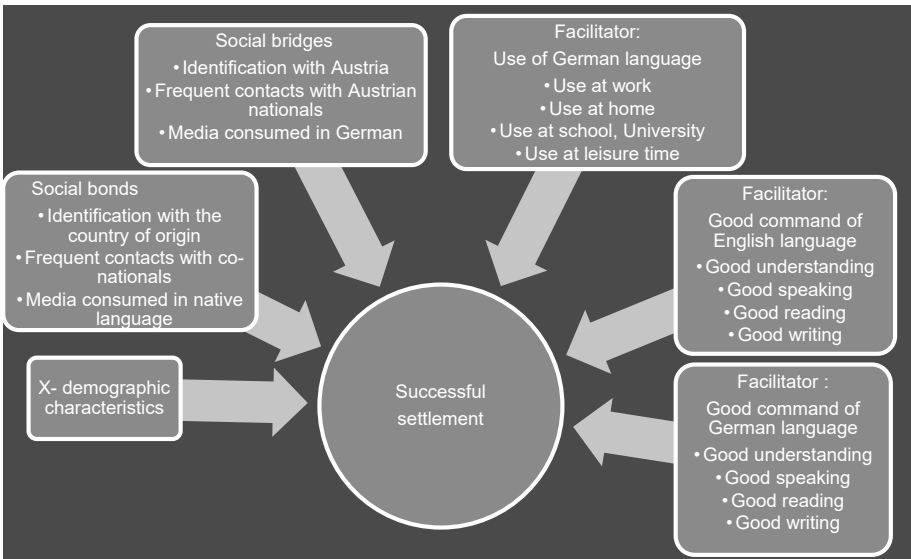 Social bridges
• Identification with Austria
• Frequent contacts with Austrian
nationals
• Media consumed in German
Facilitator:
Use of German language
• Use at work
• Use at home
• Use at school, University
• Use at leisure time
Social bonds
• Identification with the
country of origin
• Frequent contacts with co-
nationals
• Media consumed in native
language
Facilitator:
Good command of
English language
• Good understanding
• Good speaking
• Good reading
• Good writing
X- demographic
characteristics
Successful
settlement
Facilitator :
Good command of
German language
• Good understanding
• Good speaking
• Good reading
• Good writing